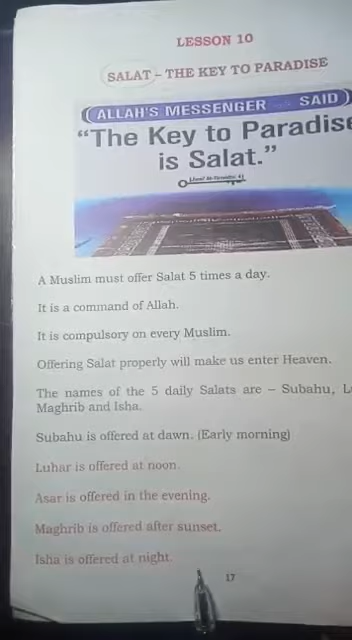 LESSON 10
SALAT – THE KEY TO PARADISE
ALLAH'S MESSENGER SAID
“The Key to Paradise
is Salat.”
A Muslim must offer Salat 5 times a day.
It is a command of Allah.
It is compulsory on every Muslim.
Offering Salat properly will make us enter Heaven.
The names of the 5 daily Salats are – Subahu,
Maghrib and Isha.
Subahu is offered at dawn. (Early morning)
Luhar is offered at noon.
Asar is offered in the evening.
Maghrib is offered after sunset.
Isha is offered at night.
17